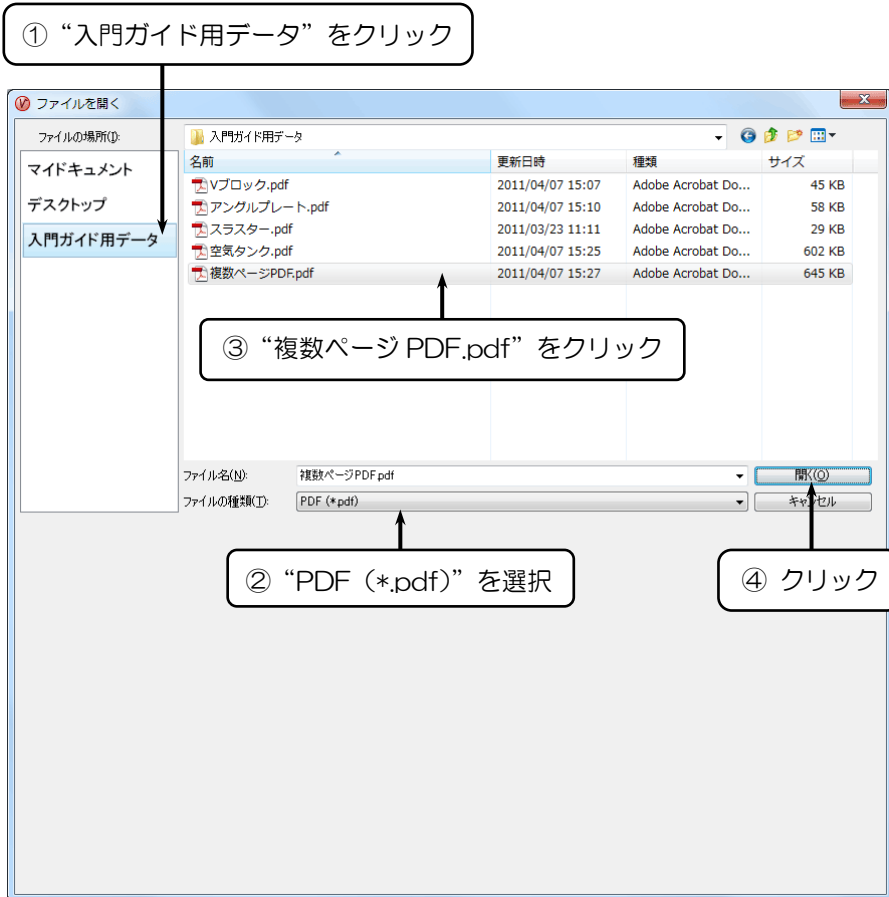 ① “入門ガイド用データ”をクリック
ファイルを開く
ファイルの場所(I):
入門ガイド用データ
マイドキュメント
デスクトップ
入門ガイド用データ
名前 更新日時 種類 サイズ
Vブロック.pdf 2011/04/07 15:07 Adobe Acrobat Do... 45 KB
アングルプレート.pdf 2011/04/07 15:10 Adobe Acrobat Do... 58 KB
スラスター.pdf 2011/03/23 11:11 Adobe Acrobat Do... 29 KB
空気タンク.pdf 2011/04/07 15:25 Adobe Acrobat Do... 602 KB
複数ページPDF.pdf 2011/04/07 15:27 Adobe Acrobat Do... 645 KB
③ “複数ページ PDF.pdf”をクリック
ファイル名(N): 複数ページPDF.pdf 開く(O)
ファイルの種類(T): PDF (*.pdf) キャンセル
② “PDF（*.pdf）”を選択
④ クリック